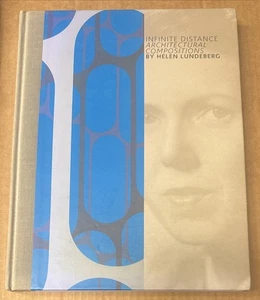 INFINITE DISTANCE
ARCHITECTURAL
COMPOSITIONS
BY HELEN LUNDEBERG